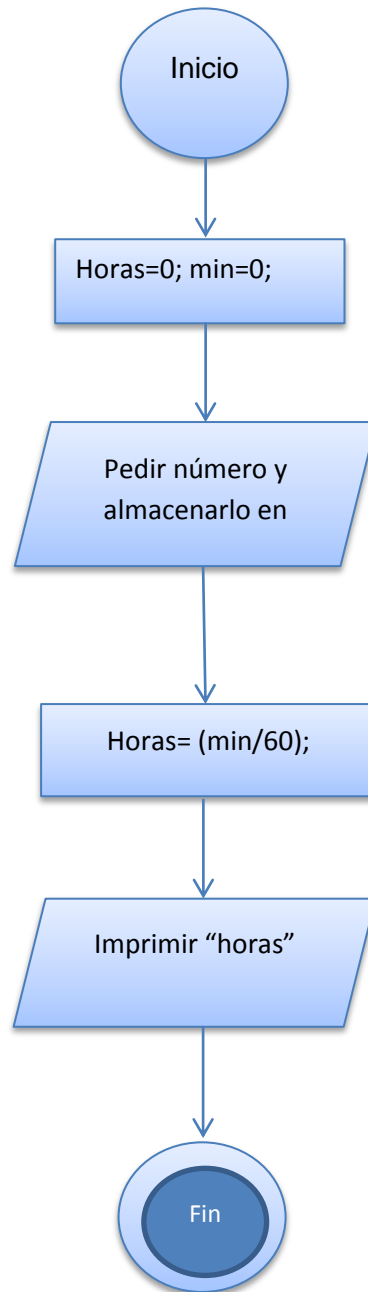 Inicio
Horas=0; min=0;
Pedir número y
almacenarlo en
Horas= (min/60);
Imprimir “horas”
Fin